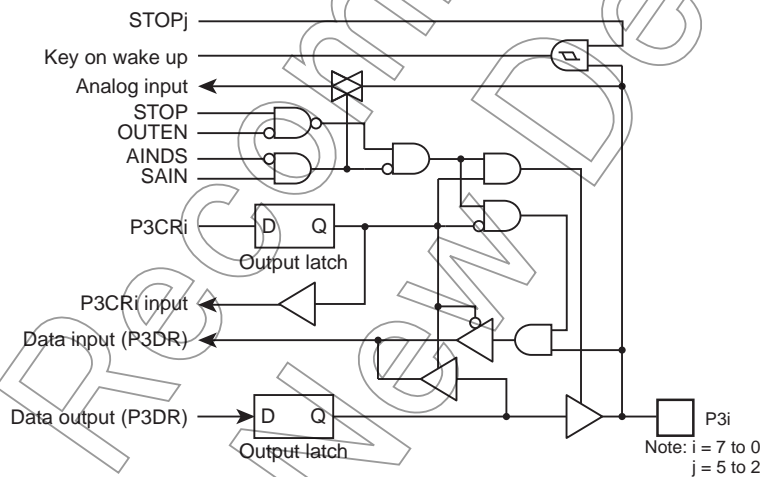 STOPj
Key on wake up
Analog input
STOP
OUTEN
AINDS
SAIN
P3CRi
D Q
Output latch
P3CRi input
Data input (P3DR)
Data output (P3DR)
D Q
Output latch
P3i
Note: i = 7 to 0
j = 5 to 2